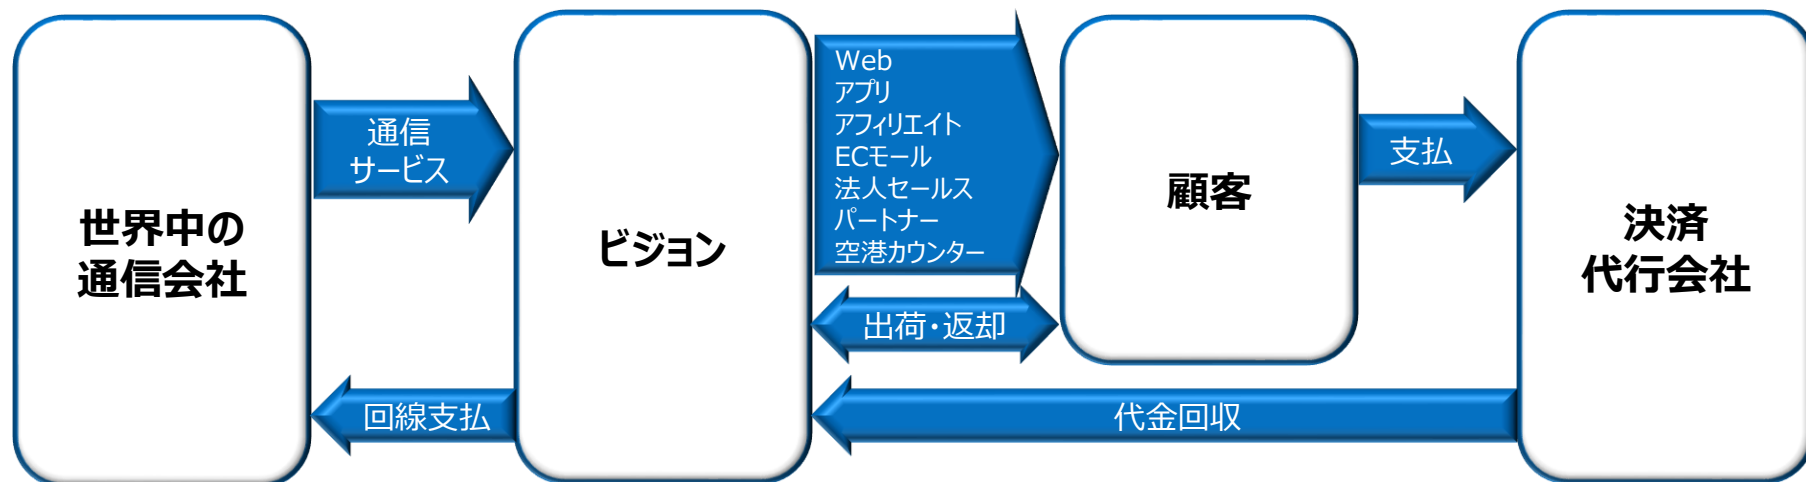 世界中の
通信会社
通信
サービス
回線支払
ビジョン
Web
アプリ
アフィリエイト
ECモール
法人セールス
パートナー
空港カウンター
出荷・返却
顧客
支払
代金回収
決済
代行会社